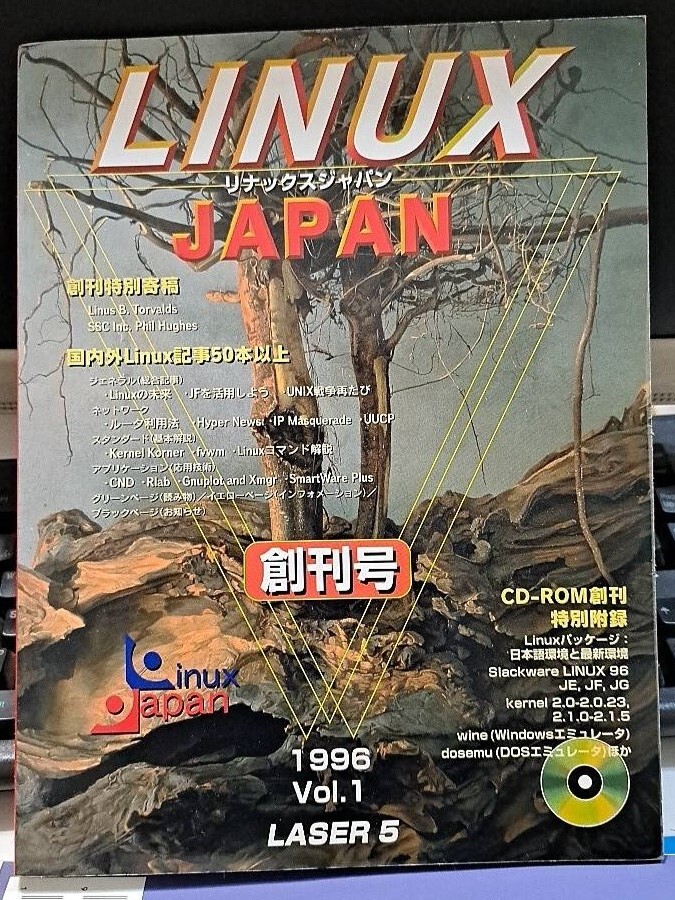 LINUX
リナックスジャパン
JAPAN
創刊特別寄稿
Linus B. Torvalds
SSC Inc. Phil Hughes
国内外Linux記事50本以上
ジェネラル(総合記事)
・Linuxの未来 ・JFを活用しよう ・UNIX戦争再たび
ネットワーク
・ルータ利用法 ・Hyper News ・IP Masquerade ・UUCP
スタンダード(基本解説)
・Kernel Korner ・fvwm ・Linuxコマンド解説
アプリケーション(応用技術)
・CND ・Rlab ・Gnuplot and Xmgr ・SmartWare Plus
グリーンページ(読み物)／イエローページ(インフォメーション)／
ブラックページ(お知らせ)
創刊号
CD-ROM創刊
特別附録
Linuxパッケージ：
日本語環境と最新環境
Slackware LINUX 96
JE, JF, JG
kernel 2.0-2.0.23,
2.1.0-2.1.5
wine (Windowsエミュレータ)
dosemu (DOSエミュレータ)ほか
Linux
Japan
1996
Vol.1
LASER 5